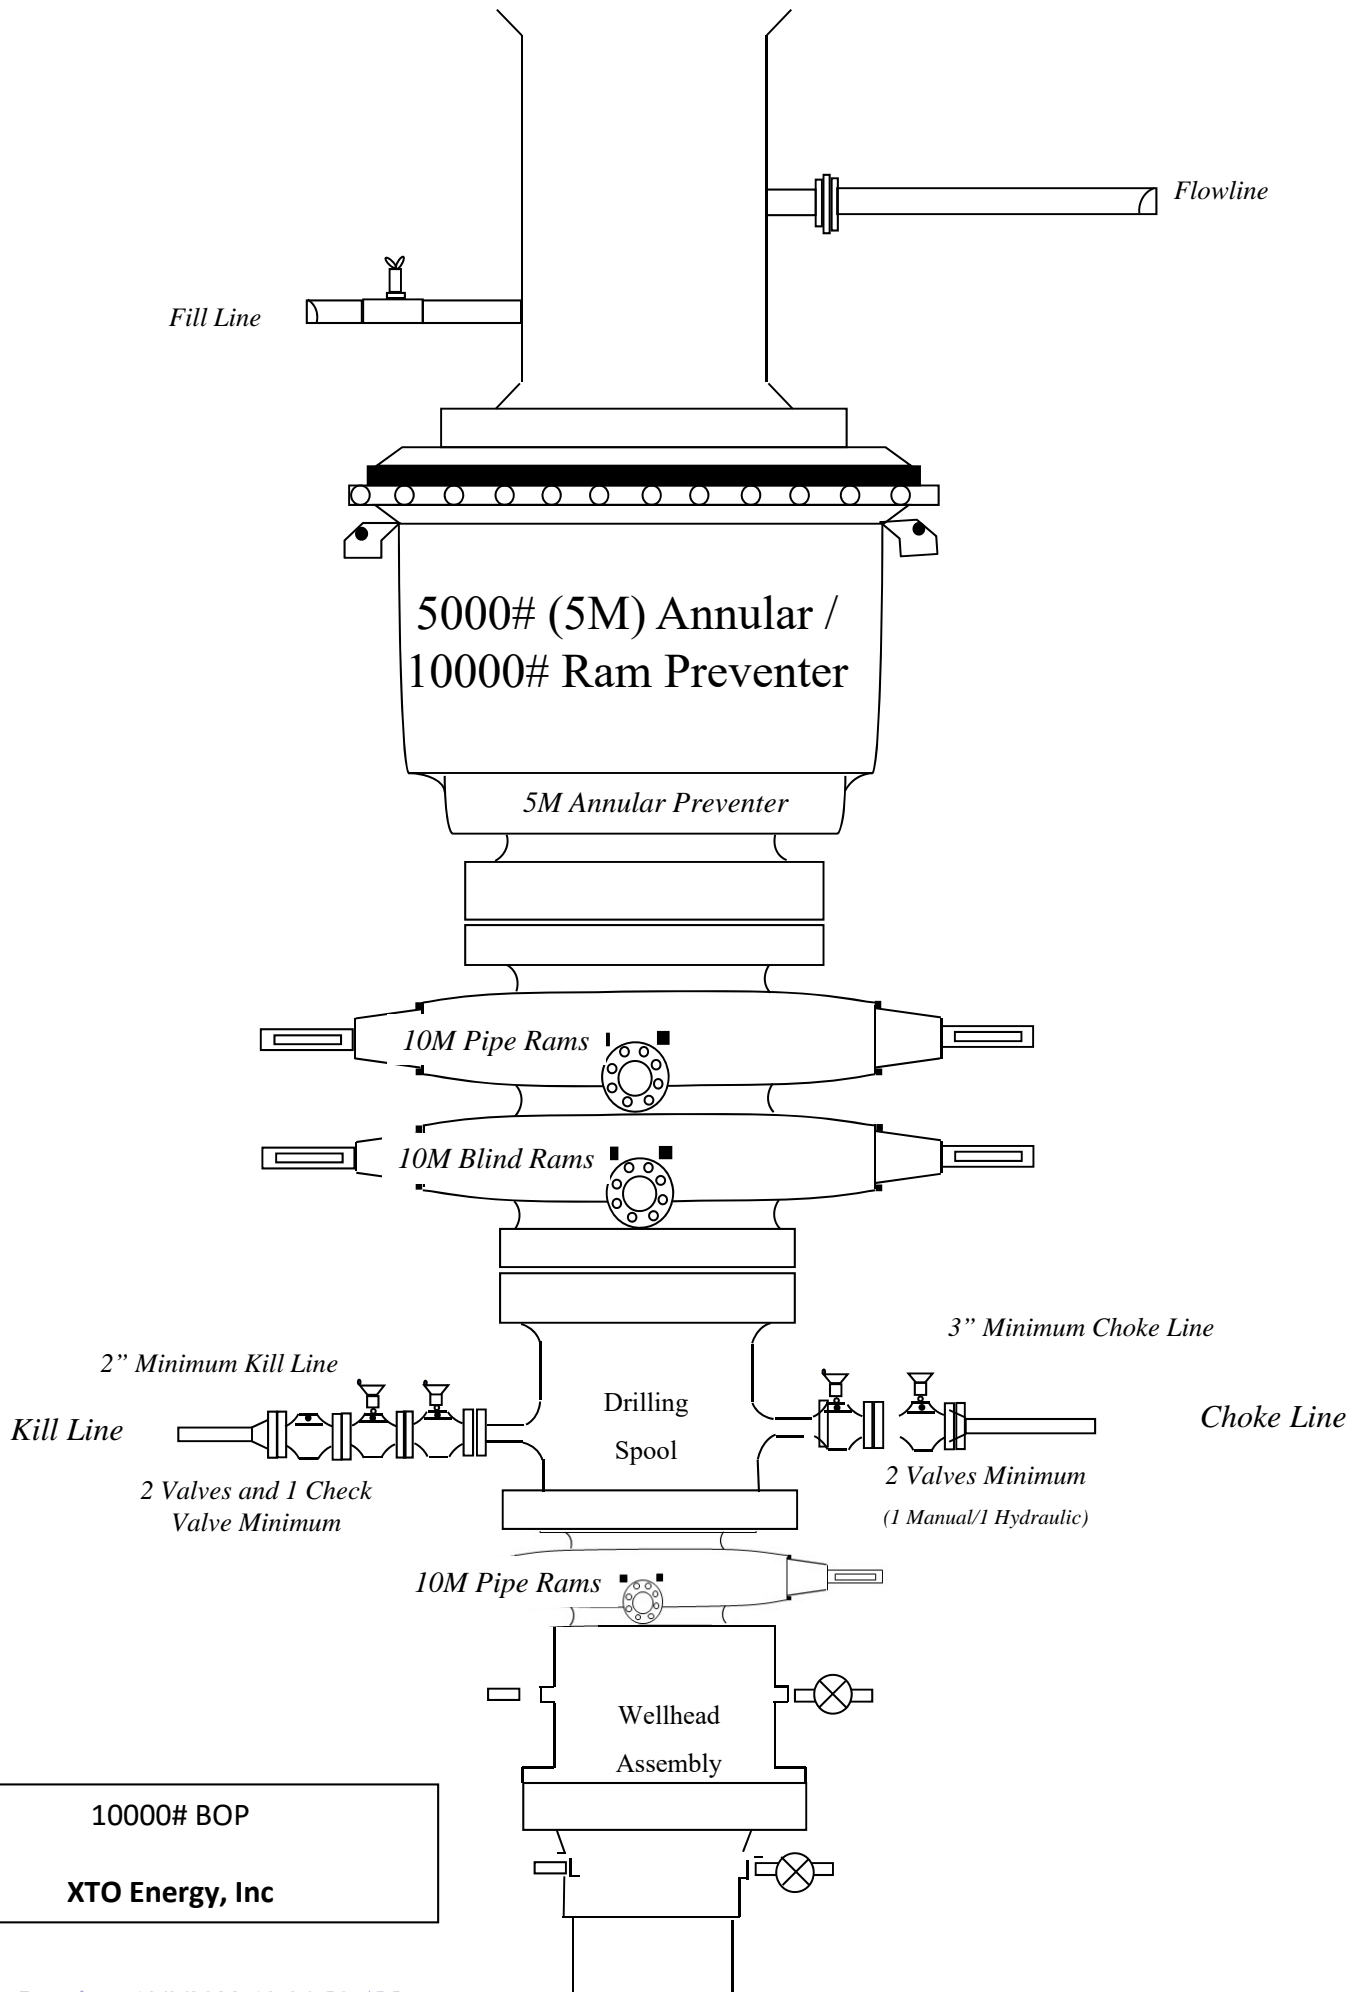 Flowline
Fill Line
5000# (5M) Annular /
10000# Ram Preventer
5M Annular Preventer
10M Pipe Rams
10M Blind Rams
3” Minimum Choke Line
2” Minimum Kill Line
Drilling
Spool
Kill Line
Choke Line
2 Valves and 1 Check
Valve Minimum
2 Valves Minimum
(1 Manual/1 Hydraulic)
10M Pipe Rams
Wellhead
Assembly
10000# BOP
XTO Energy, Inc